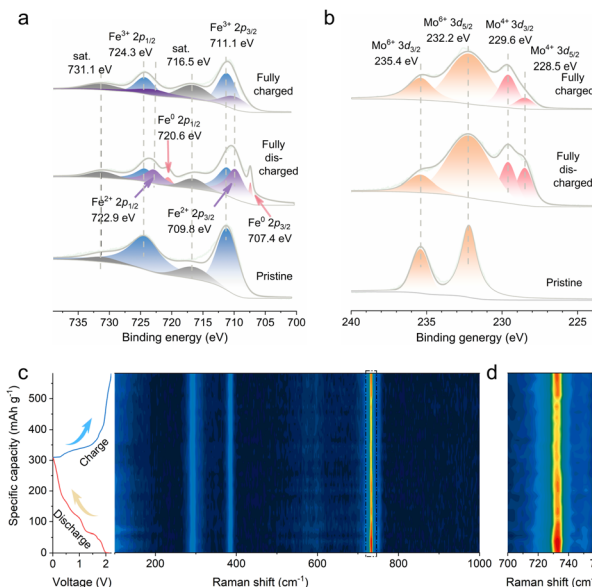 a
Fe³⁺ 2p₁/₂
724.3 eV
Fe³⁺ 2p₃/₂
711.1 eV
sat.
731.1 eV
sat.
716.5 eV
Fully
charged
Fe⁰ 2p₁/₂
720.6 eV
Fully
dis-
charged
Fe²⁺ 2p₁/₂
722.9 eV
Fe²⁺ 2p₃/₂
709.8 eV
Fe⁰ 2p₃/₂
707.4 eV
Pristine
735 730 725 720 715 710 705 700
Binding energy (eV)
b
Mo⁶⁺ 3d₃/₂
235.4 eV
Mo⁶⁺ 3d₅/₂
232.2 eV
Mo⁴⁺ 3d₃/₂
229.6 eV
Mo⁴⁺ 3d₅/₂
228.5 eV
Fully
charged
Fully
dis-
charged
Pristine
240 235 230 225
Binding genergy (eV)
c
Specific capacity (mAh g⁻¹)
500
400
300
200
100
0
Charge
Discharge
0 1 2
Voltage (V)
200 400 600 800 1000
Raman shift (cm⁻¹)
d
700 720 740 760
Raman shift (cm